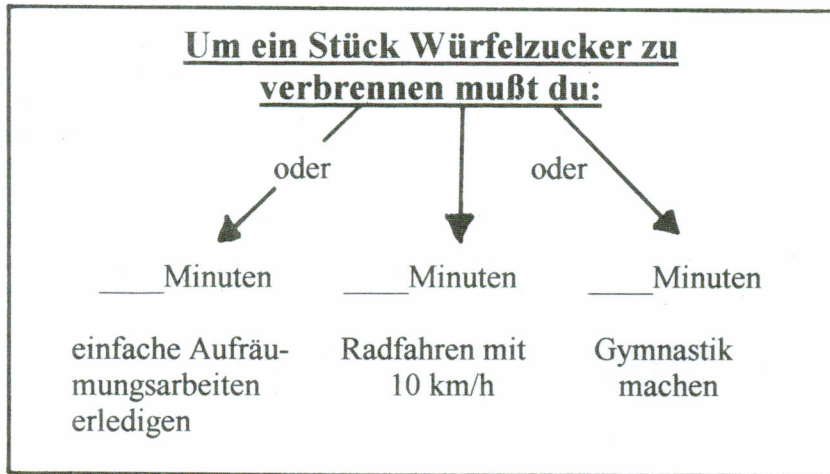 Um ein Stück Würfelzucker zu
verbrennen mußt du:
oder oder
____Minuten ____Minuten ____Minuten
einfache Aufräu- Radfahren mit Gymnastik
mungsarbeiten 10 km/h machen
erledigen